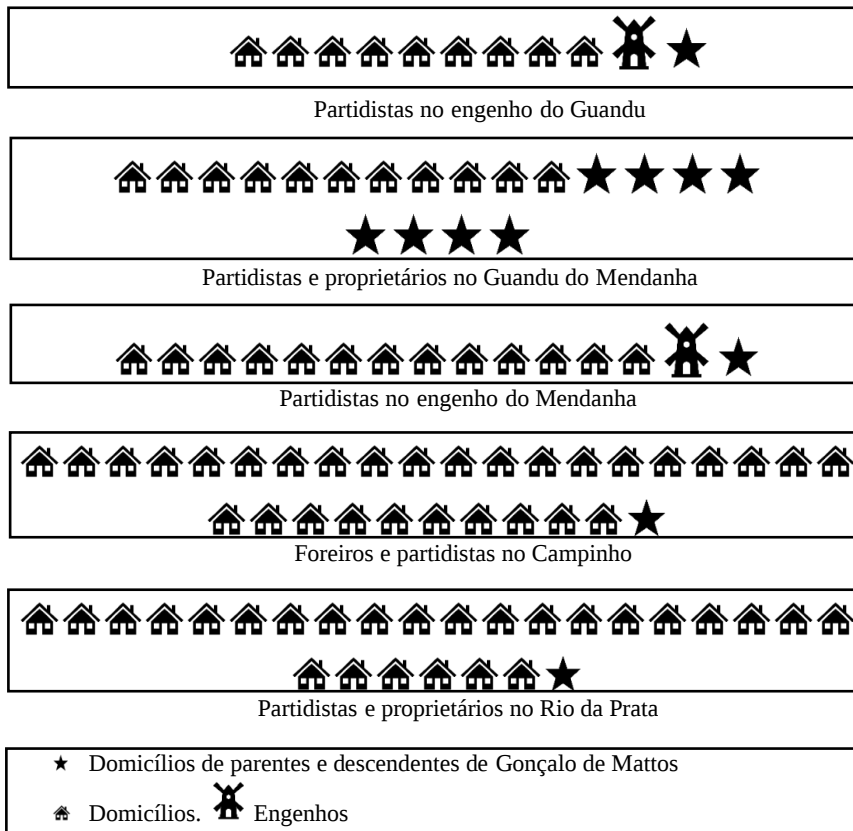 Partidistas no engenho do Guandu
Partidistas e proprietários no Guandu do Mendanha
Partidistas no engenho do Mendanha
Foreiros e partidistas no Campinho
Partidistas e proprietários no Rio da Prata
Domicílios de parentes e descendentes de Gonçalo de Mattos
Domicílios. Engenhos